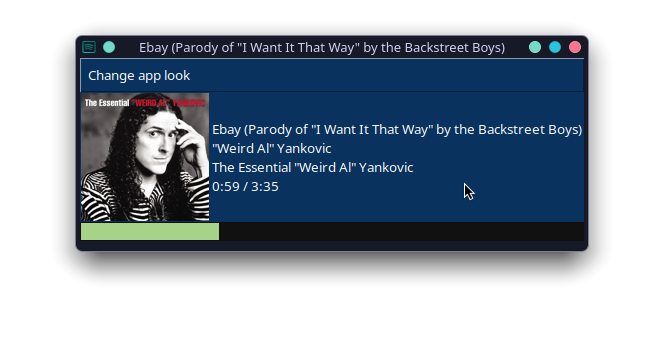 Ebay (Parody of "I Want It That Way" by the Backstreet Boys)
Change app look
The Essential "WEIRD AL" YANKOVIC
Ebay (Parody of "I Want It That Way" by the Backstreet Boys)
"Weird Al" Yankovic
The Essential "Weird Al" Yankovic
0:59 / 3:35